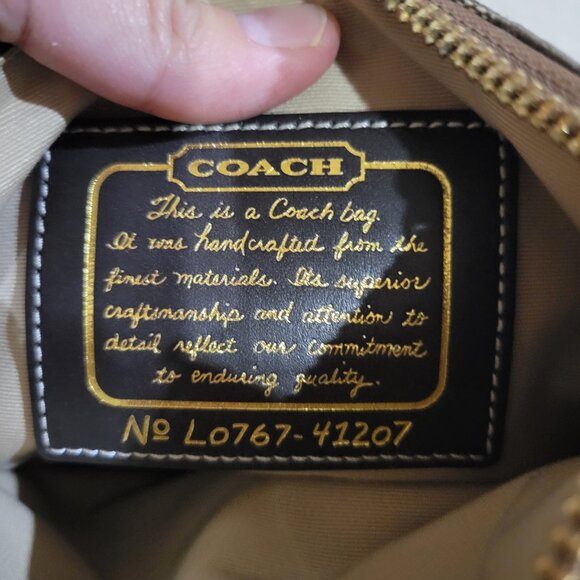 COACH
This is a Coach bag.
It was handcrafted from the
finest materials. Its superior
craftsmanship and attention to
detail reflect our commitment
to enduring quality.
No L0767-41207